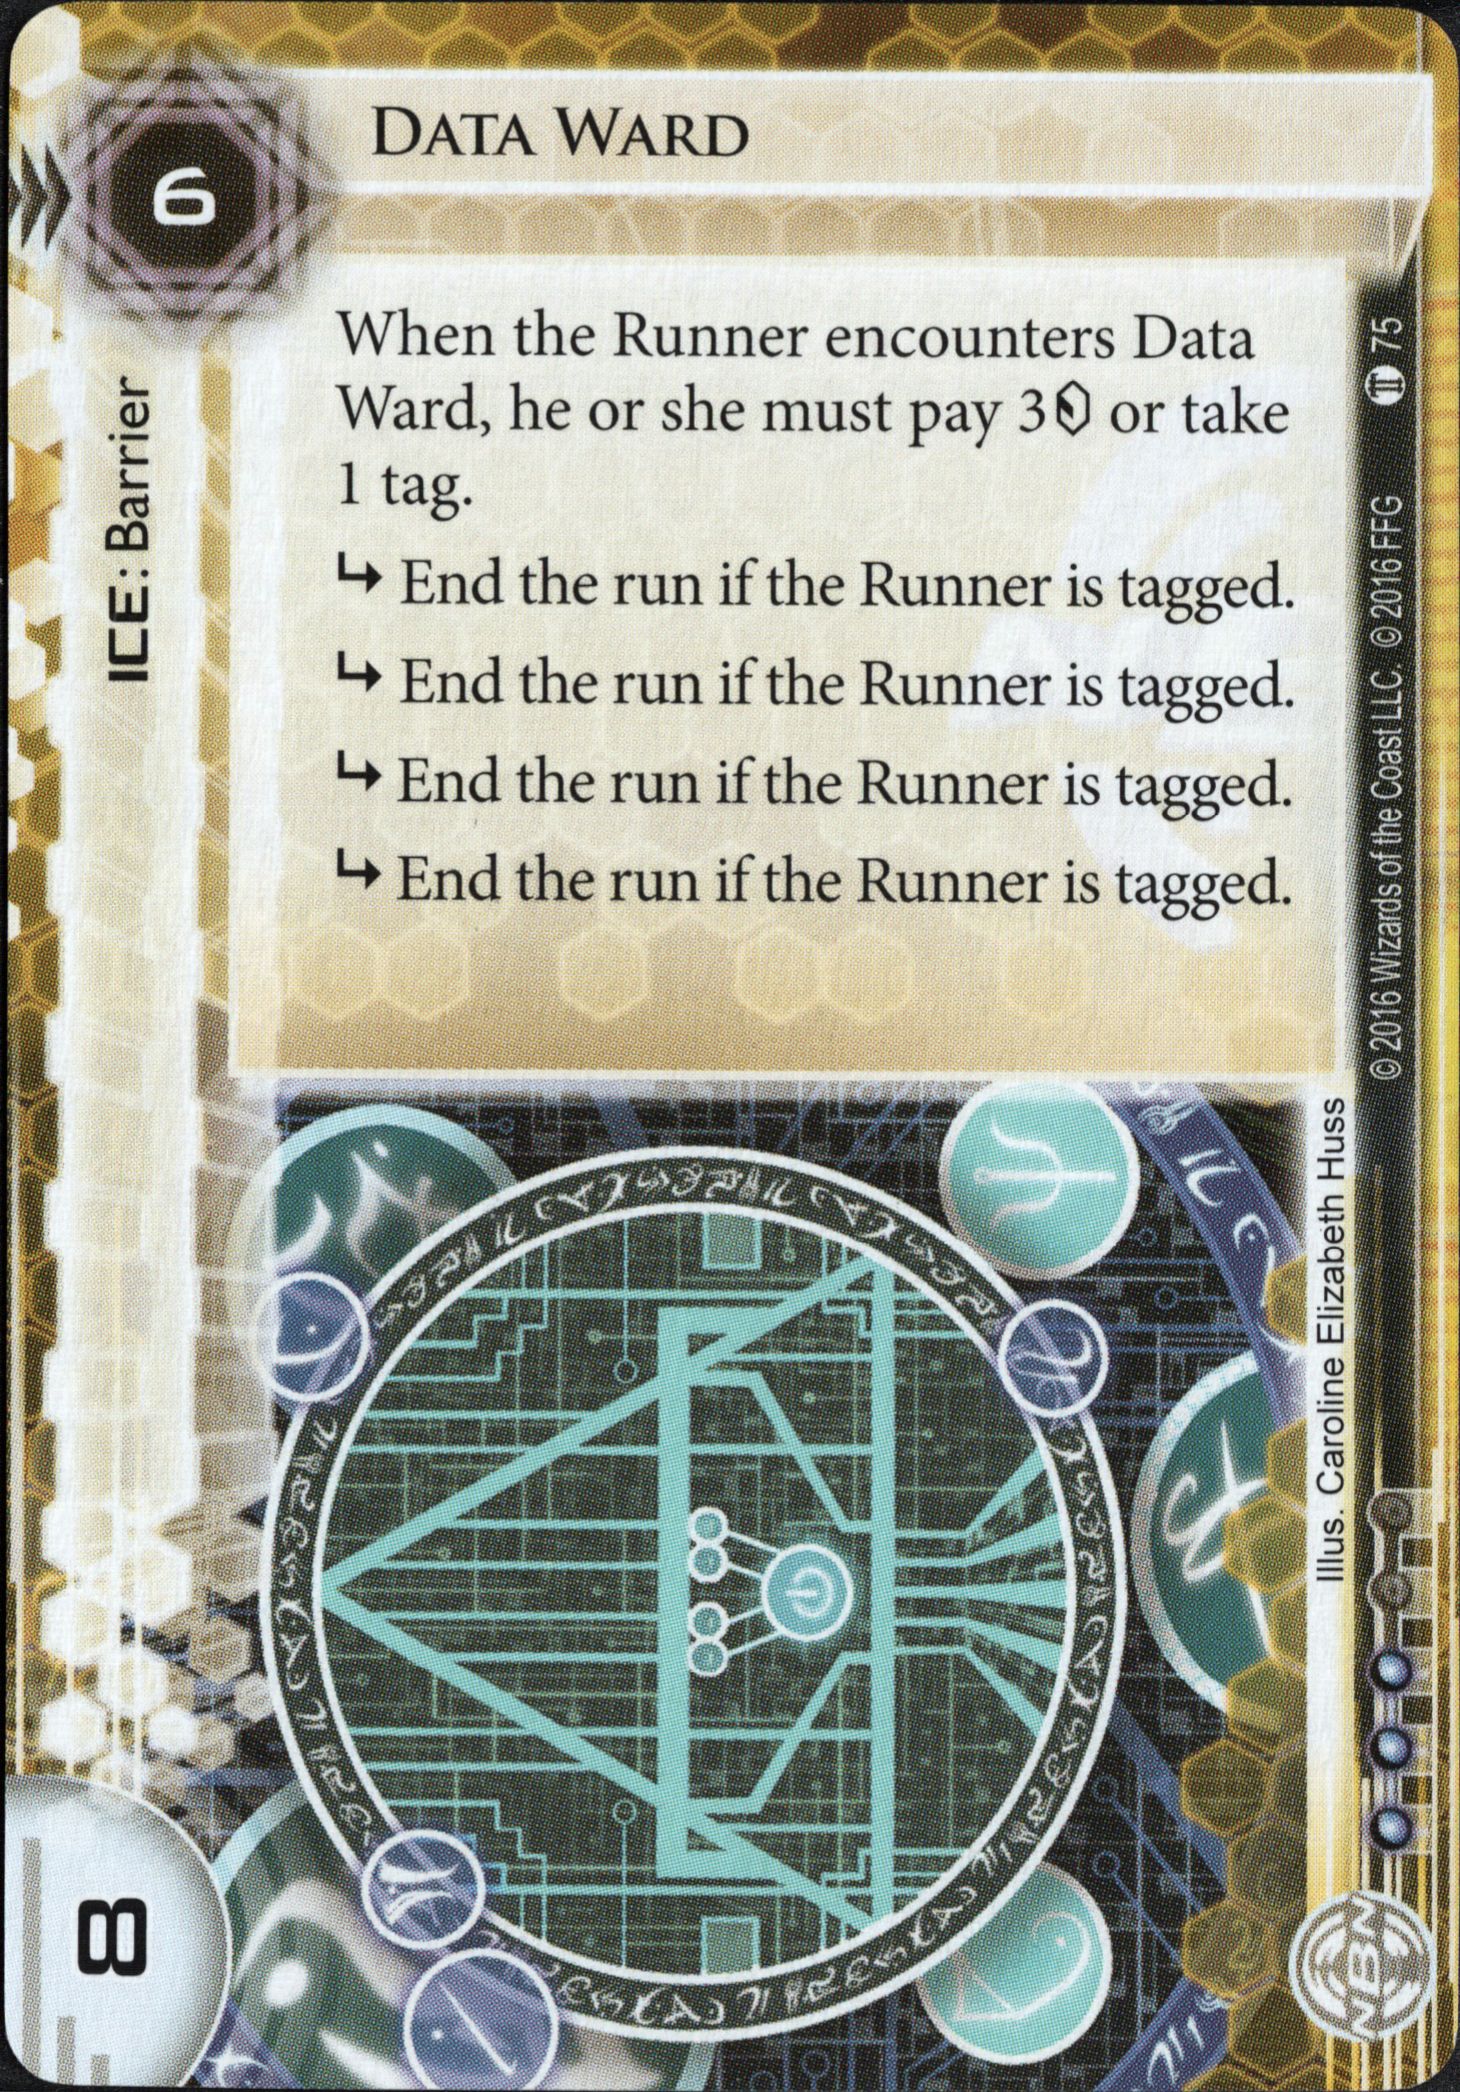 6
Data Ward
ICE: Barrier
When the Runner encounters Data
Ward, he or she must pay 3 or take
1 tag.
↳ End the run if the Runner is tagged.
↳ End the run if the Runner is tagged.
↳ End the run if the Runner is tagged.
↳ End the run if the Runner is tagged.
8
Illus. Caroline Elizabeth Huss
© 2016 Wizards of the Coast LLC. © 2016 FFG
75
NBN